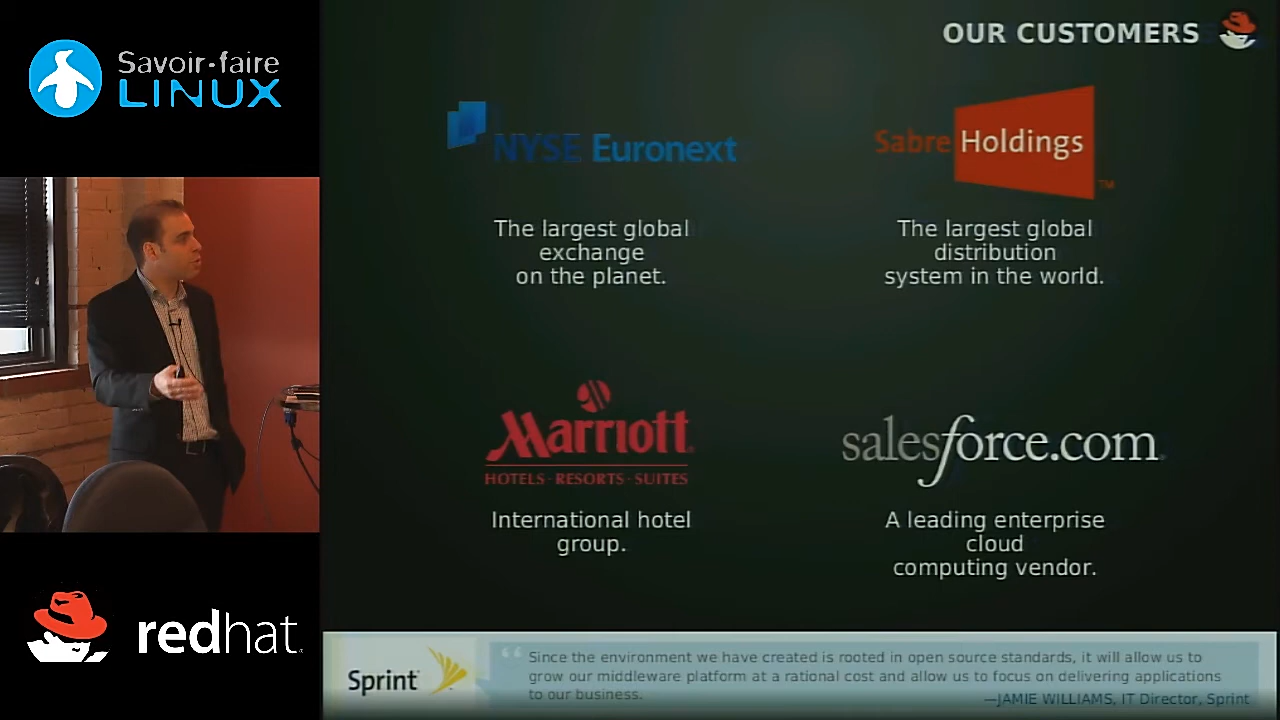 Savoir-faire
LINUX
OUR CUSTOMERS
NYSE Euronext
Sabre Holdings™
The largest global
exchange
on the planet.
The largest global
distribution
system in the world.
Marriott
HOTELS · RESORTS · SUITES
salesforce.com
International hotel
group.
A leading enterprise
cloud
computing vendor.
redhat
Sprint
“ Since the environment we have created is rooted in open source standards, it will allow us to
grow our middleware platform at a rational cost and allow us to focus on delivering applications
to our business.
—JAMIE WILLIAMS, IT Director, Sprint